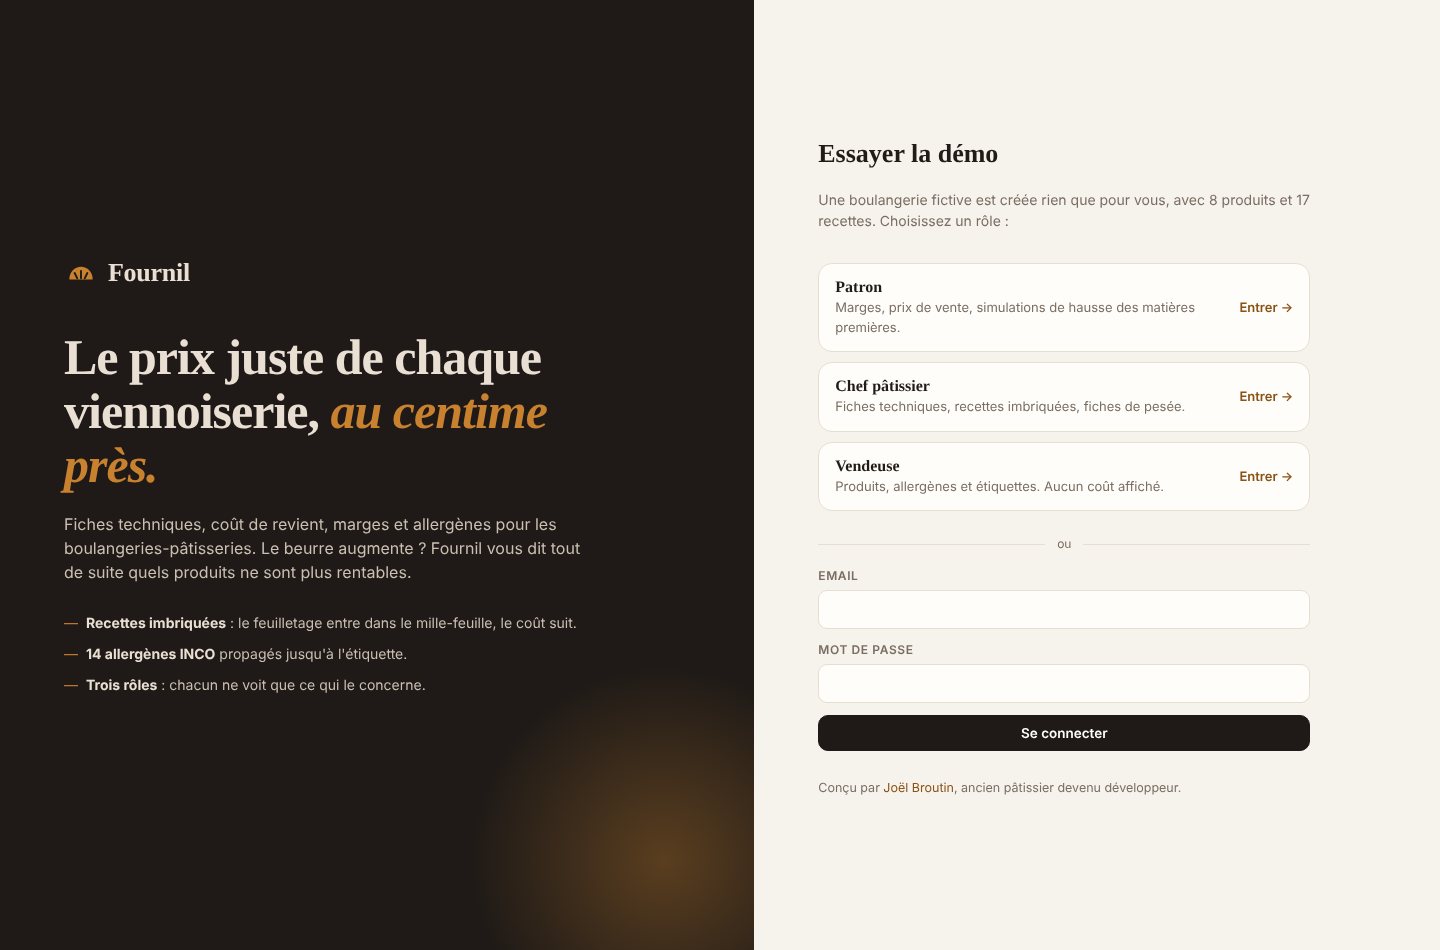 Fournil
Le prix juste de chaque
viennoiserie, au centime
près.
Fiches techniques, coût de revient, marges et allergènes pour les
boulangeries-pâtisseries. Le beurre augmente ? Fournil vous dit tout
de suite quels produits ne sont plus rentables.
— Recettes imbriquées : le feuilletage entre dans le mille-feuille, le coût suit.
— 14 allergènes INCO propagés jusqu'à l'étiquette.
— Trois rôles : chacun ne voit que ce qui le concerne.
Essayer la démo
Une boulangerie fictive est créée rien que pour vous, avec 8 produits et 17
recettes. Choisissez un rôle :
Patron
Marges, prix de vente, simulations de hausse des matières
premières.
Entrer →
Chef pâtissier
Fiches techniques, recettes imbriquées, fiches de pesée.
Entrer →
Vendeuse
Produits, allergènes et étiquettes. Aucun coût affiché.
Entrer →
ou
EMAIL
MOT DE PASSE
Se connecter
Conçu par Joël Broutin, ancien pâtissier devenu développeur.